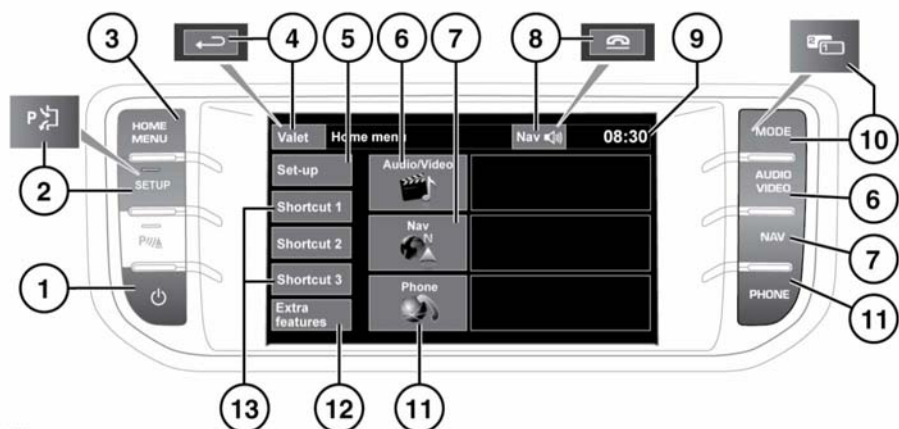 3
4
5
6
7
8
9
2
1
P
HOME
MENU
Valet
Home menu
Nav
08:30
MODE
10
2
SETUP
Set-up
Audio/Video
AUDIO
VIDEO
6
Shortcut 1
P
Shortcut 2
Nav
N
NAV
7
1
Shortcut 3
Phone
PHONE
11
Extra
features
13
12
11